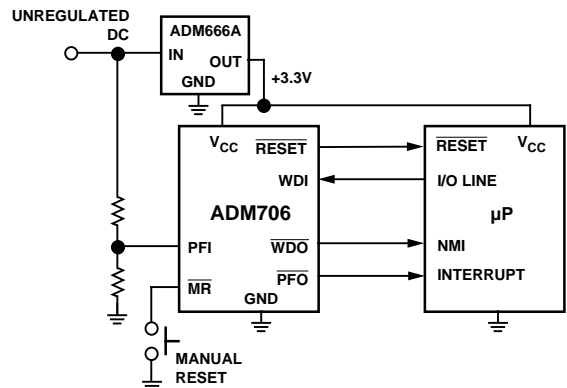 UNREGULATED
DC
ADM666A
IN
OUT
GND
+3.3V
VCC
RESET
WDI
ADM706
PFI
WDO
PFO
MR
GND
RESET
VCC
I/O LINE
µP
NMI
INTERRUPT
GND
MANUAL
RESET